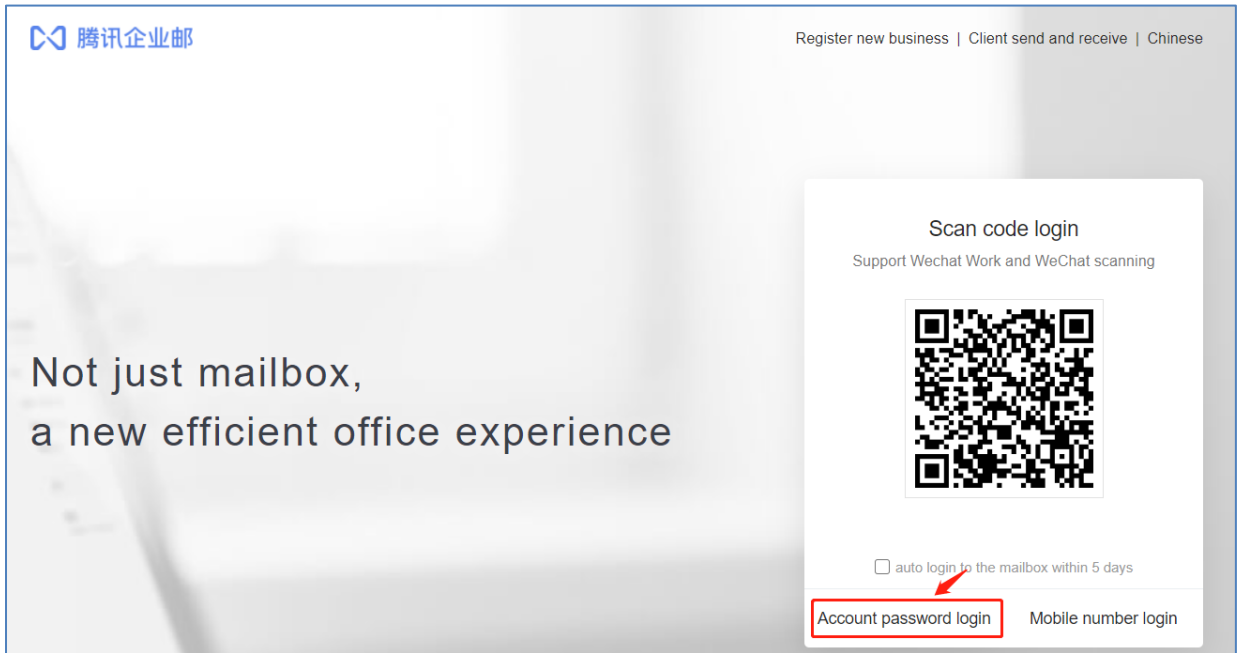 腾讯企业邮
Register new business | Client send and receive | Chinese
Scan code login
Support Wechat Work and WeChat scanning
Not just mailbox,
a new efficient office experience
auto login to the mailbox within 5 days
Account password login
Mobile number login